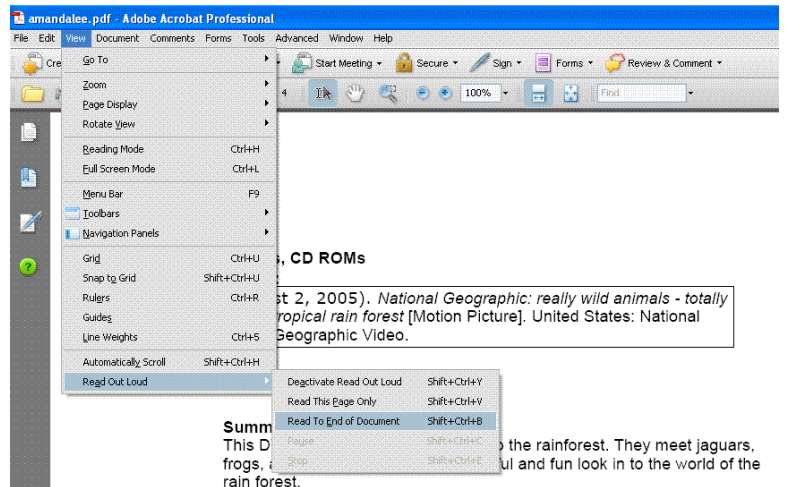 amandalee.pdf - Adobe Acrobat Professional
File Edit View Document Comments Forms Tools Advanced Window Help
Cre Start Meeting Secure Sign Forms Review & Comment
4 100% Find
Go To
Zoom
Page Display
Rotate View
Reading Mode Ctrl+H
Full Screen Mode Ctrl+L
Menu Bar F9
Toolbars
Navigation Panels
Grid Ctrl+U
Snap to Grid Shift+Ctrl+U
Rulers Ctrl+R
Guides
Line Weights Ctrl+5
Automatically Scroll Shift+Ctrl+H
Read Out Loud
Deactivate Read Out Loud Shift+Ctrl+Y
Read This Page Only Shift+Ctrl+V
Read To End of Document Shift+Ctrl+B
Pause Shift+Ctrl+C
Stop Shift+Ctrl+E
, CD ROMs
st 2, 2005). National Geographic: really wild animals - totally
ropical rain forest [Motion Picture]. United States: National
Geographic Video.
Summ
This D the rainforest. They meet jaguars,
frogs, ful and fun look in to the world of the
rain forest.